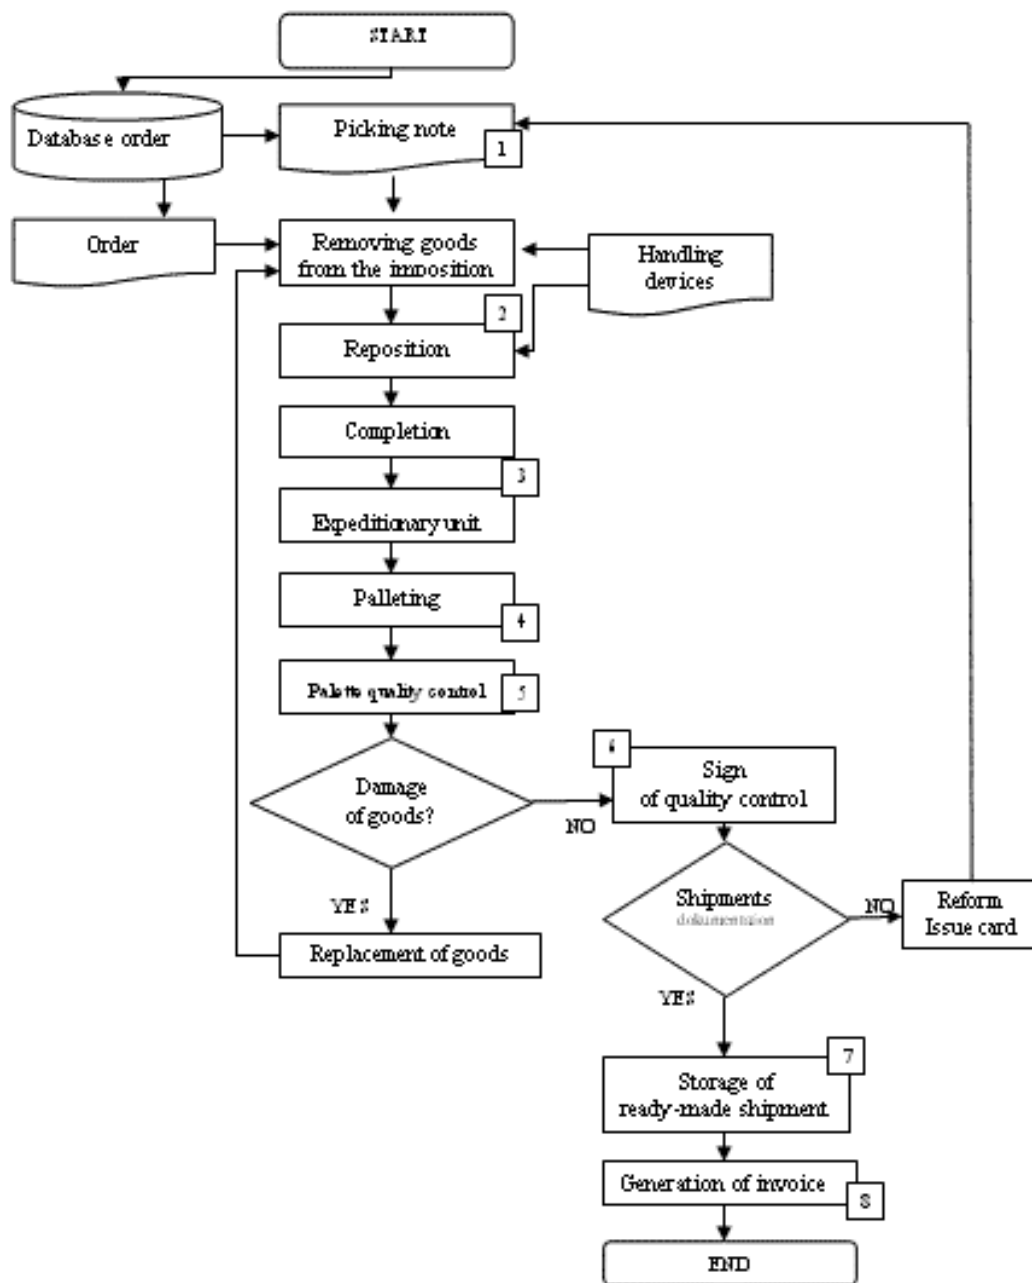 START
Database order
Picking note
1
Order
Removing goods
from the imposition
Handling
devices
2
Reposition
Completion
3
Expeditionary unit
Palleting
4
Palette quality control
5
Damage
of goods?
NO
6
Sign
of quality control
YES
Replacement of goods
Shipments
dokumentation
NO
Reform
Issue card
YES
7
Storage of
ready-made shipment
Generation of invoice
8
END